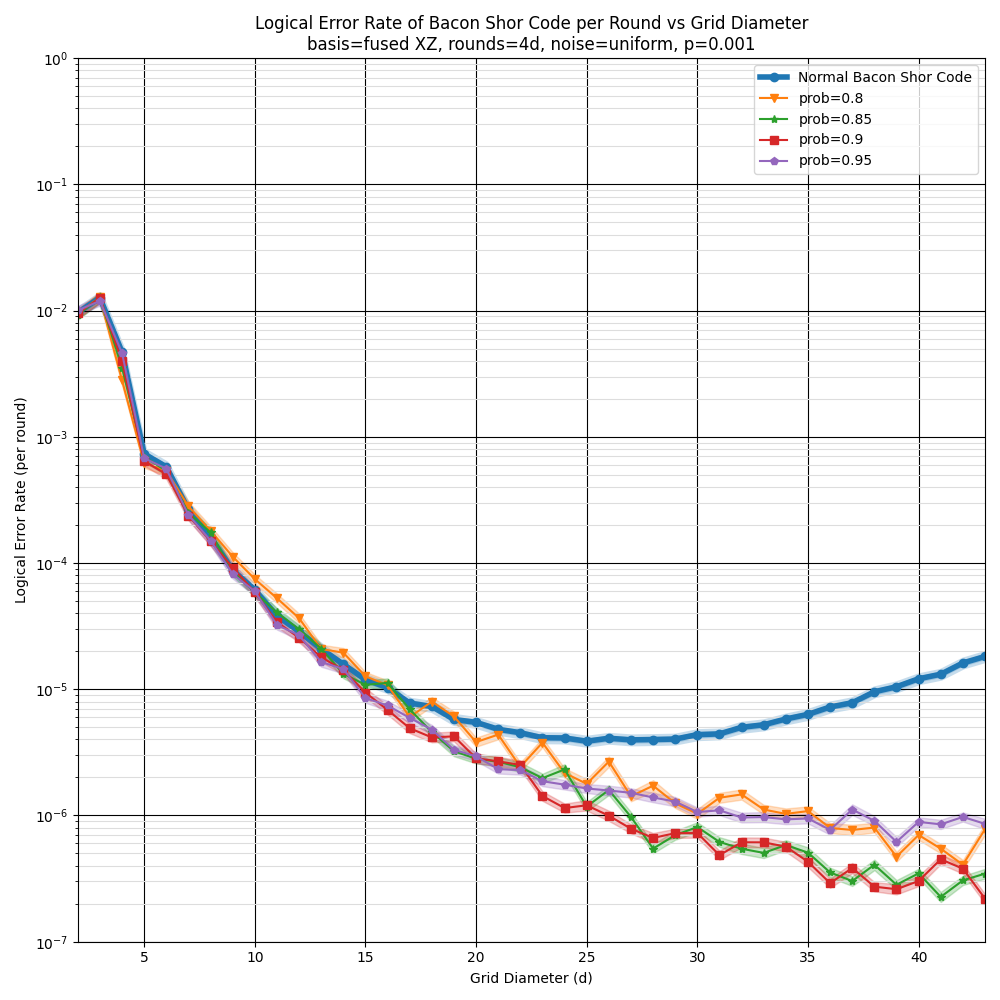 Logical Error Rate of Bacon Shor Code per Round vs Grid Diameter
basis=fused XZ, rounds=4d, noise=uniform, p=0.001
Normal Bacon Shor Code
prob=0.8
prob=0.85
prob=0.9
prob=0.95
Logical Error Rate (per round)
10⁰
10⁻¹
10⁻²
10⁻³
10⁻⁴
10⁻⁵
10⁻⁶
10⁻⁷
5 10 15 20 25 30 35 40
Grid Diameter (d)